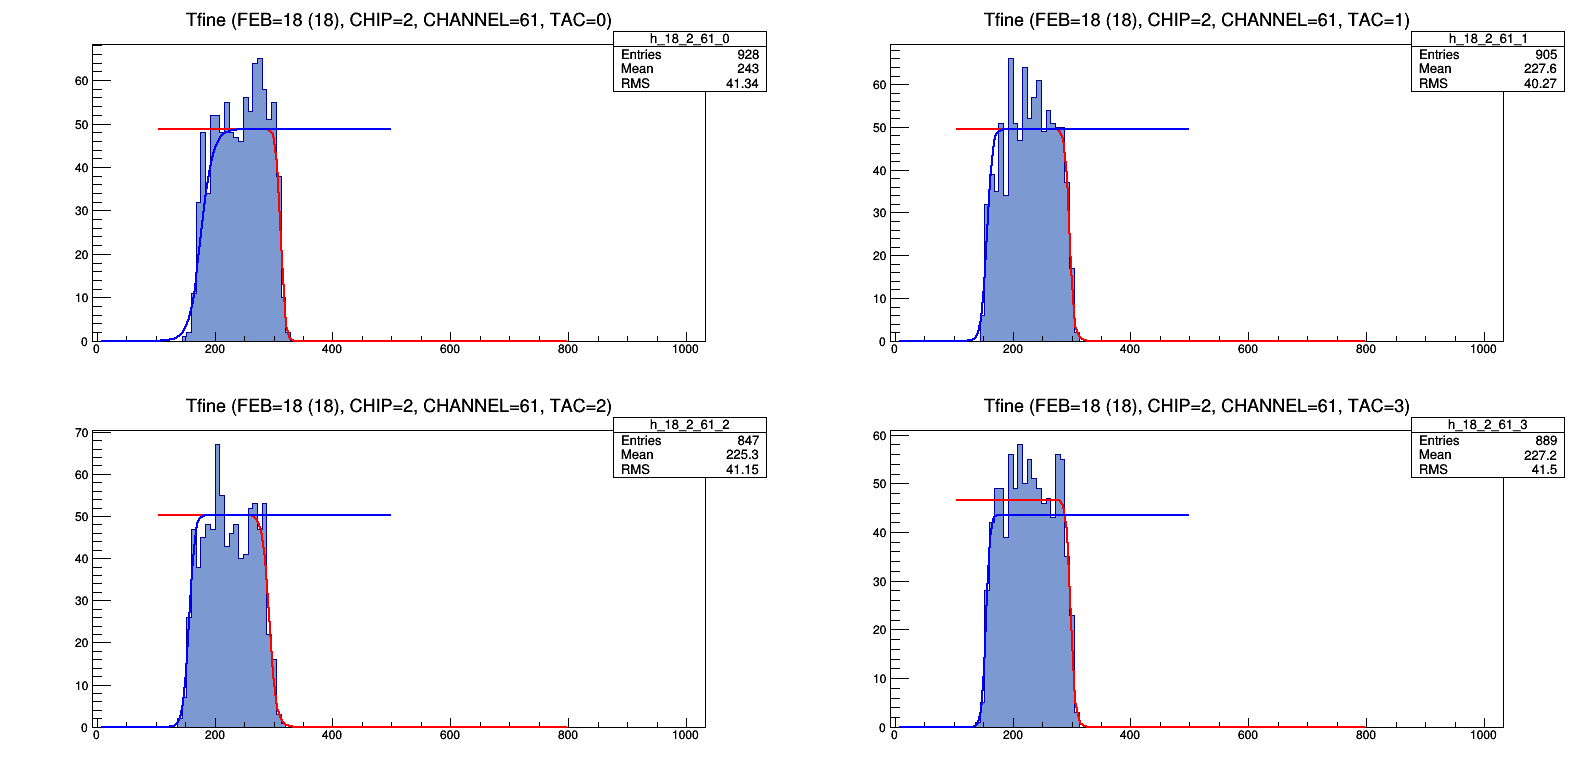 Tfine (FEB=18 (18), CHIP=2, CHANNEL=61, TAC=0)
h_18_2_61_0
Entries 928
Mean 243
RMS 41.34
60
50
40
30
20
10
0
0 200 400 600 800 1000
Tfine (FEB=18 (18), CHIP=2, CHANNEL=61, TAC=1)
h_18_2_61_1
Entries 905
Mean 227.6
RMS 40.27
60
50
40
30
20
10
0
0 200 400 600 800 1000
Tfine (FEB=18 (18), CHIP=2, CHANNEL=61, TAC=2)
h_18_2_61_2
Entries 847
Mean 225.3
RMS 41.15
70
60
50
40
30
20
10
0
0 200 400 600 800 1000
Tfine (FEB=18 (18), CHIP=2, CHANNEL=61, TAC=3)
h_18_2_61_3
Entries 889
Mean 227.2
RMS 41.5
60
50
40
30
20
10
0
0 200 400 600 800 1000